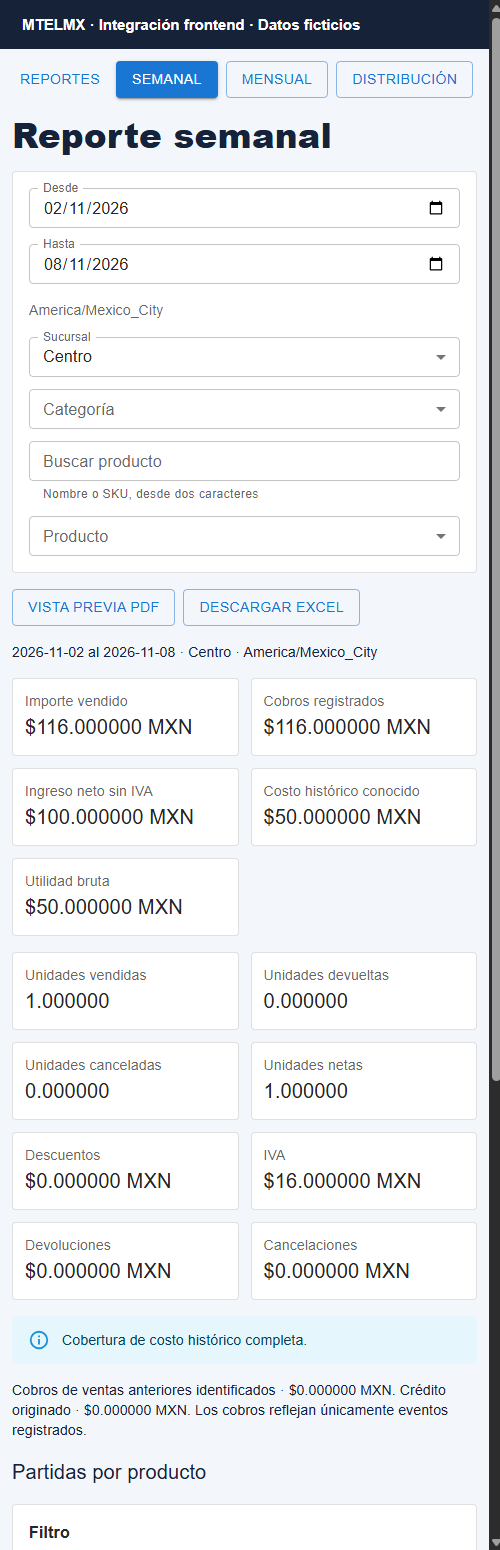 MTELMX · Integración frontend · Datos ficticios
REPORTES SEMANAL MENSUAL DISTRIBUCIÓN
Reporte semanal
Desde
02/11/2026
Hasta
08/11/2026
America/Mexico_City
Sucursal
Centro
Categoría
Buscar producto
Nombre o SKU, desde dos caracteres
Producto
VISTA PREVIA PDF DESCARGAR EXCEL
2026-11-02 al 2026-11-08 · Centro · America/Mexico_City
Importe vendido
$116.000000 MXN
Cobros registrados
$116.000000 MXN
Ingreso neto sin IVA
$100.000000 MXN
Costo histórico conocido
$50.000000 MXN
Utilidad bruta
$50.000000 MXN
Unidades vendidas
1.000000
Unidades devueltas
0.000000
Unidades canceladas
0.000000
Unidades netas
1.000000
Descuentos
$0.000000 MXN
IVA
$16.000000 MXN
Devoluciones
$0.000000 MXN
Cancelaciones
$0.000000 MXN
Cobertura de costo histórico completa.
Cobros de ventas anteriores identificados · $0.000000 MXN. Crédito
originado · $0.000000 MXN. Los cobros reflejan únicamente eventos
registrados.
Partidas por producto
Filtro